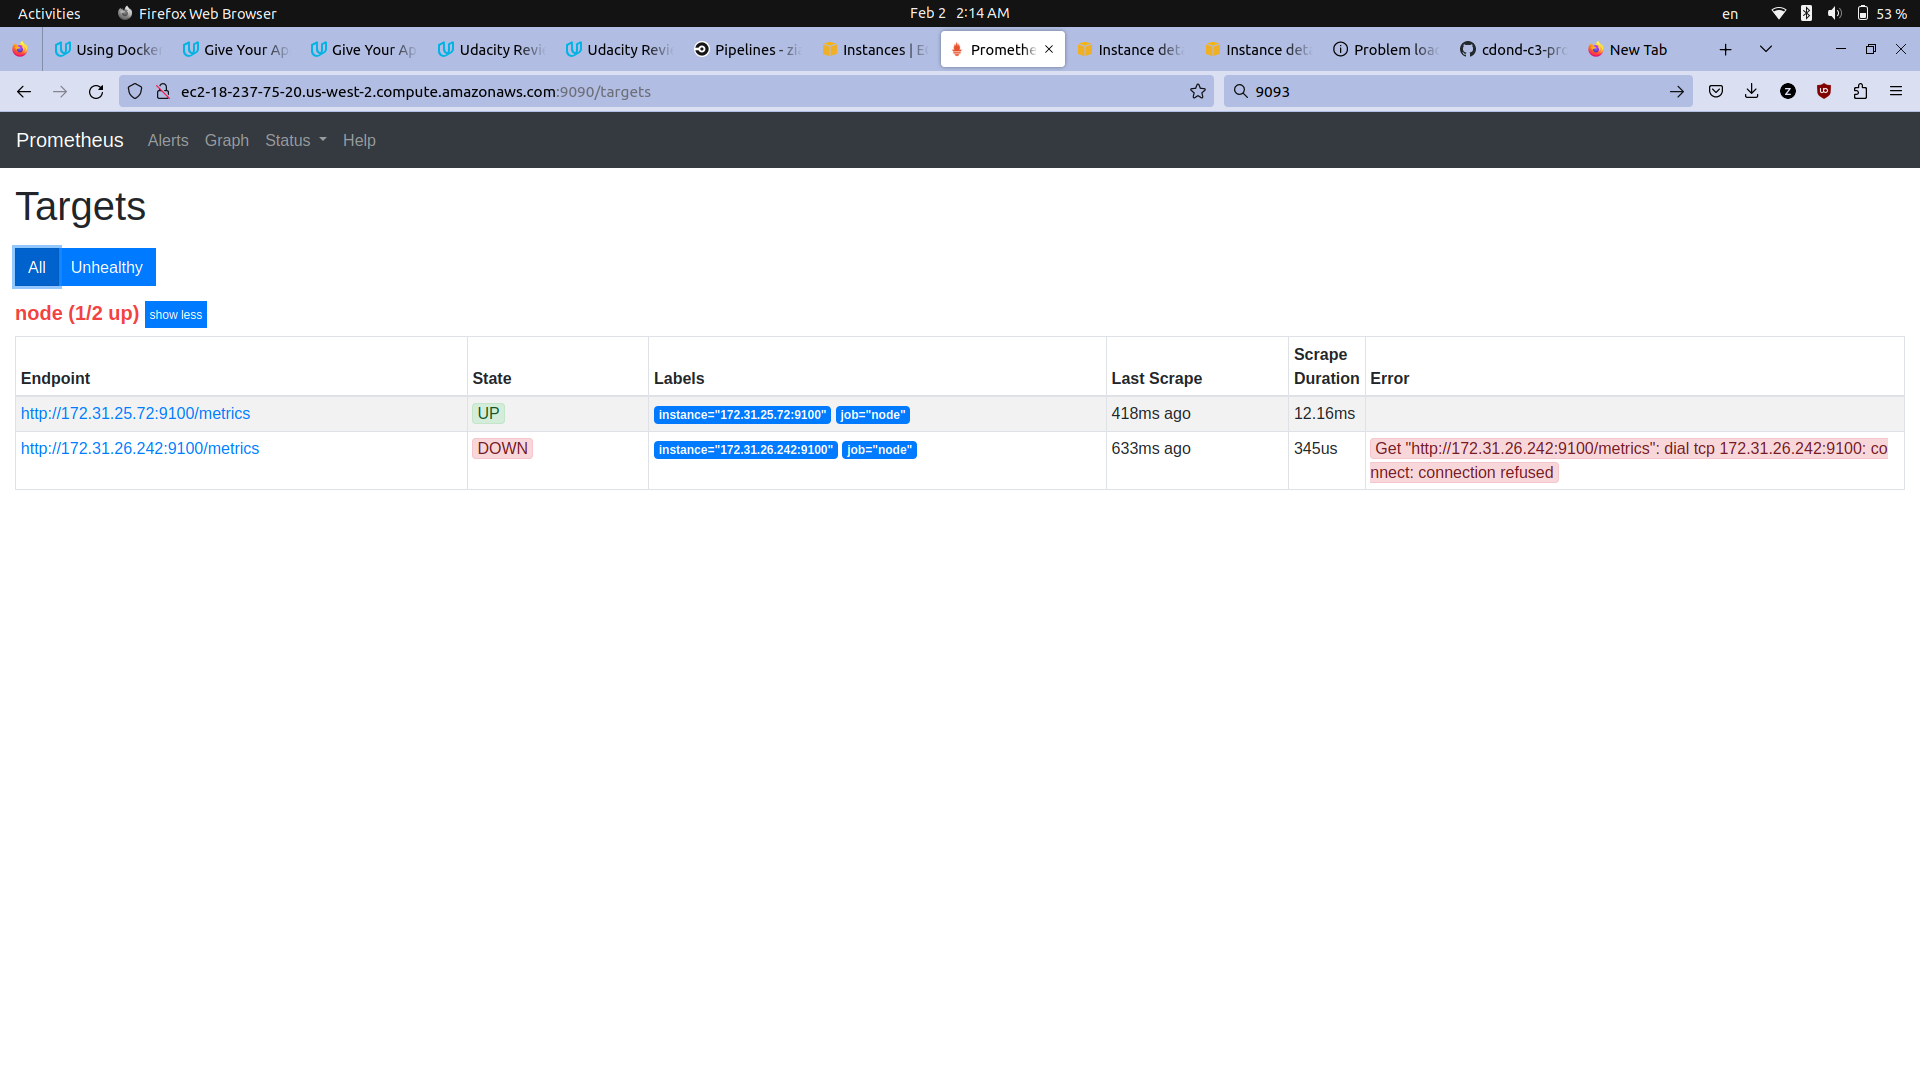 Activities Firefox Web Browser Feb 2 2:14 AM en 53 %
Using Docker Give Your Ap Give Your Ap Udacity Revi Udacity Revi Pipelines - zi Instances | E Promethe Instance deta Instance deta Problem loa cdond-c3-pro New Tab
ec2-18-237-75-20.us-west-2.compute.amazonaws.com:9090/targets 9093
Prometheus Alerts Graph Status Help
Targets
All Unhealthy
node (1/2 up) show less
Endpoint State Labels Last Scrape Scrape Duration Error
http://172.31.25.72:9100/metrics UP instance="172.31.25.72:9100" job="node" 418ms ago 12.16ms
http://172.31.26.242:9100/metrics DOWN instance="172.31.26.242:9100" job="node" 633ms ago 345us Get "http://172.31.26.242:9100/metrics": dial tcp 172.31.26.242:9100: co
nnect: connection refused